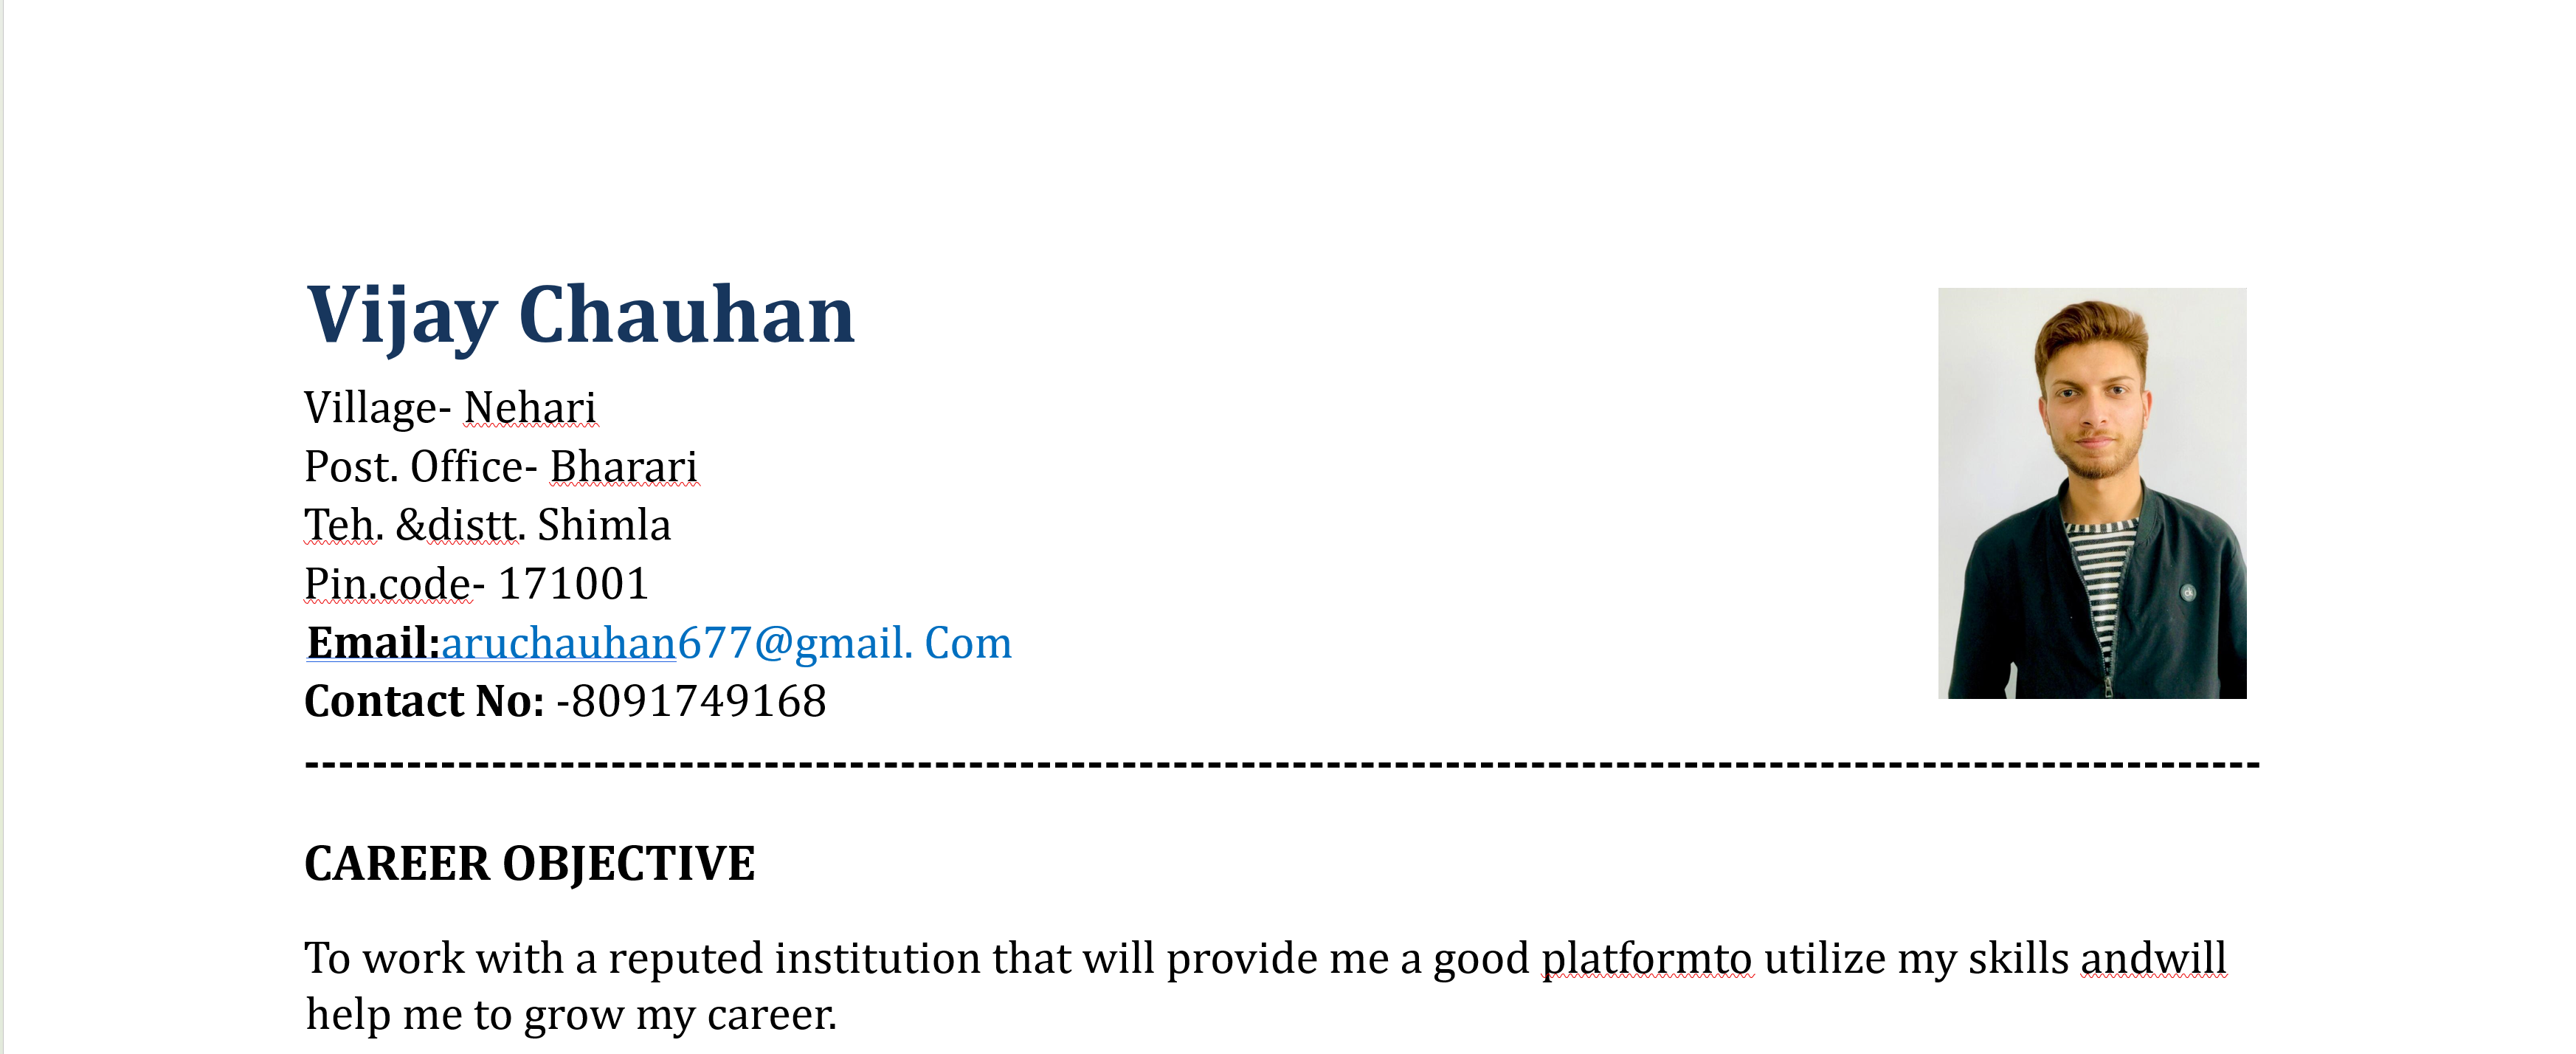 Vijay Chauhan
Village- Nehari
Post. Office- Bharari
Teh. &distt. Shimla
Pin.code- 171001
Email:aruchauhan677@gmail. Com
Contact No: -8091749168
--------------------------------------------------------------------------------------------------------------
CAREER OBJECTIVE
To work with a reputed institution that will provide me a good platformto utilize my skills andwill
help me to grow my career.